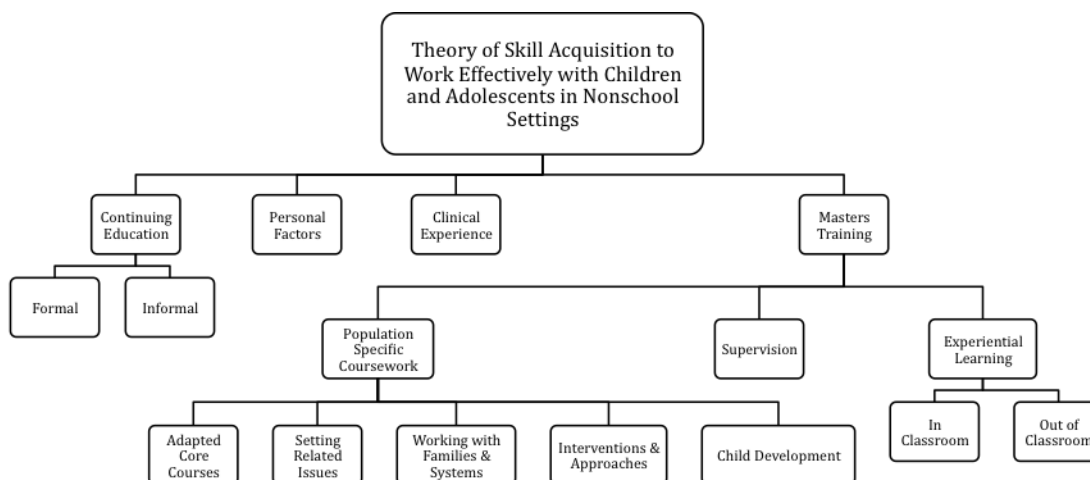 Theory of Skill Acquisition to
Work Effectively with Children
and Adolescents in Nonschool
Settings
Continuing
Education
Personal
Factors
Clinical
Experience
Masters
Training
Formal
Informal
Population
Specific
Coursework
Supervision
Experiential
Learning
Adapted
Core
Courses
Setting
Related
Issues
Working with
Families &
Systems
Interventions &
Approaches
Child Development
In
Classroom
Out of
Classroom